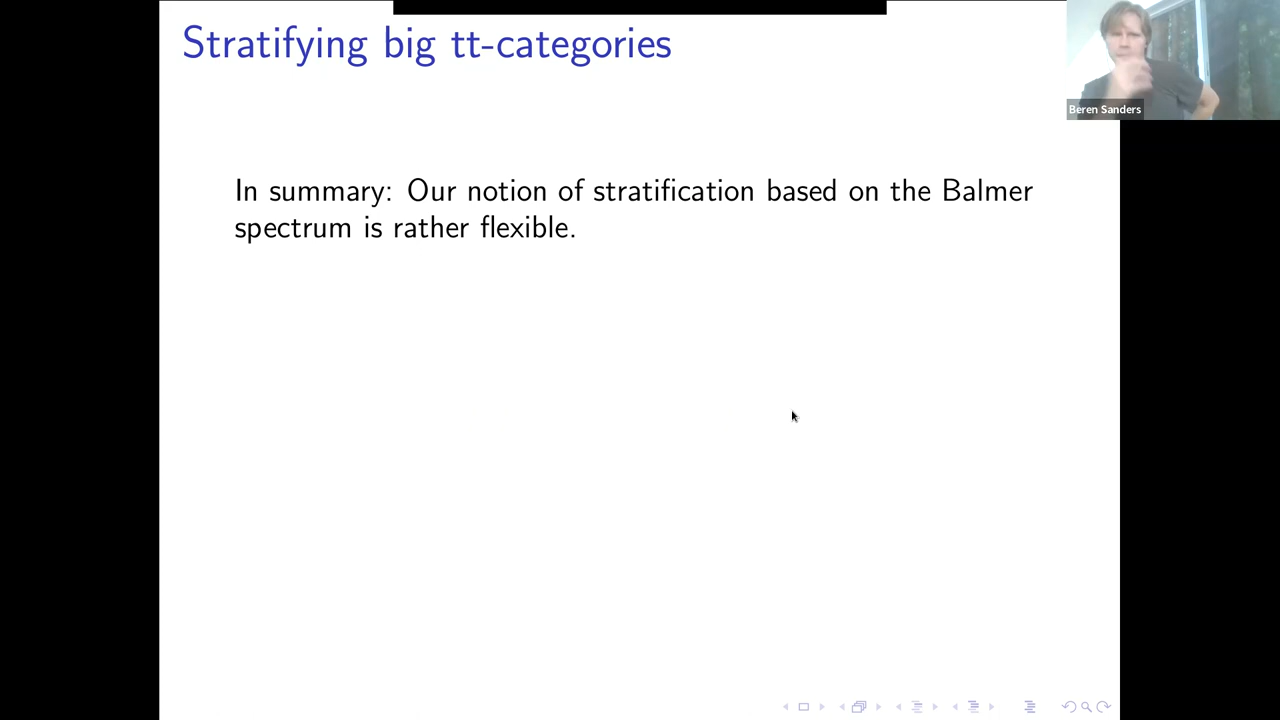 Stratifying big tt-categories
Beren Sanders
In summary: Our notion of stratification based on the Balmer
spectrum is rather flexible.